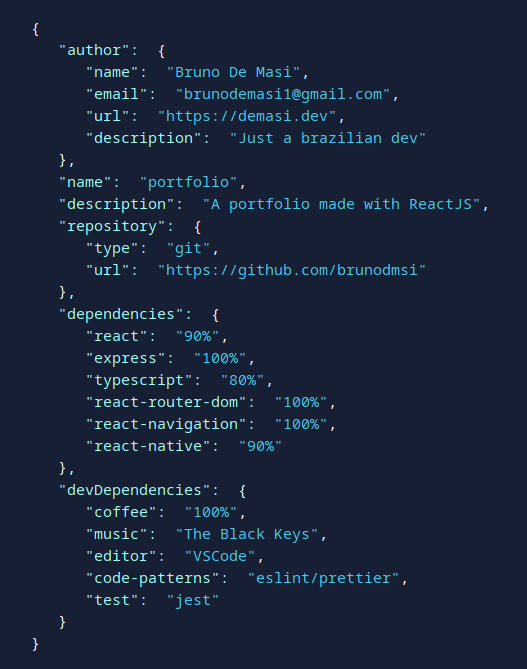 {
"author": {
"name": "Bruno De Masi",
"email": "brunodemasi1@gmail.com",
"url": "https://demasi.dev",
"description": "Just a brazilian dev"
},
"name": "portfolio",
"description": "A portfolio made with ReactJS",
"repository": {
"type": "git",
"url": "https://github.com/brunodmsi"
},
"dependencies": {
"react": "90%",
"express": "100%",
"typescript": "80%",
"react-router-dom": "100%",
"react-navigation": "100%",
"react-native": "90%"
},
"devDependencies": {
"coffee": "100%",
"music": "The Black Keys",
"editor": "VSCode",
"code-patterns": "eslint/prettier",
"test": "jest"
}
}